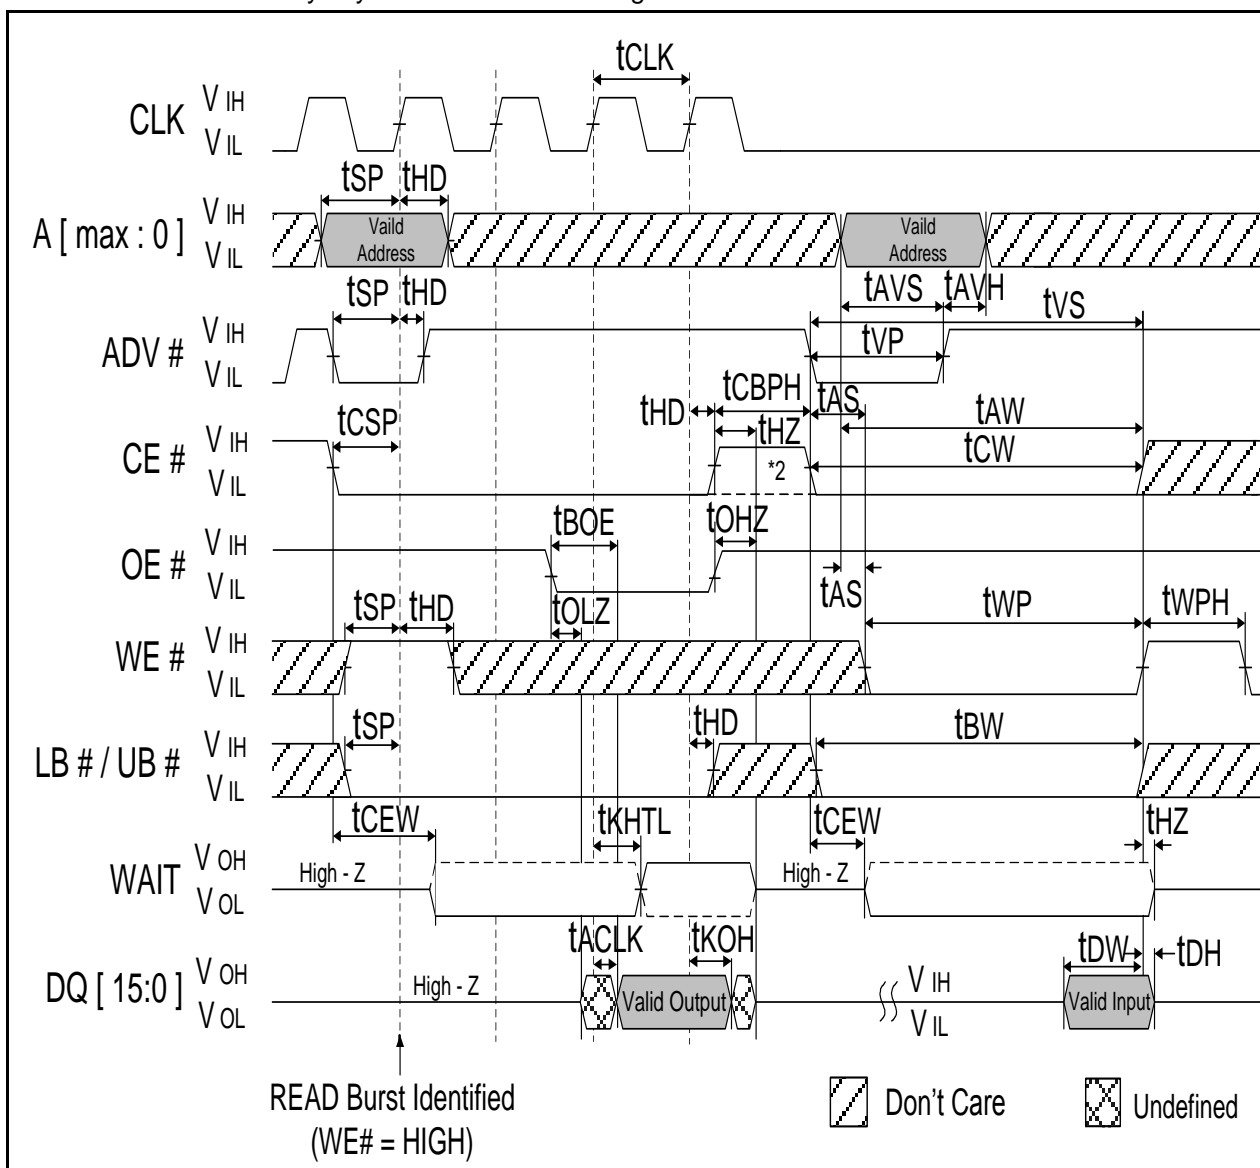 tCLK
CLK V IH
V IL
tSP tHD
A [ max : 0 ] V IH
V IL
Vaild
Address
Vaild
Address
tSP tHD tAVS tAVH tVS
ADV # V IH
V IL
tVP
tCSP tHD tCBPH tAS tAW
CE # V IH
V IL
tHZ tCW
*2
tBOE tOHZ
OE # V IH
V IL
tAS
tSP tHD tOLZ tWP tWPH
WE # V IH
V IL
tSP tHD tBW
LB # / UB # V IH
V IL
tCEW tKHTL tCEW tHZ
WAIT V OH
V OL
High - Z High - Z
tACLK tKOH tDW tDH
DQ [ 15:0 ] V OH
V OL
High - Z Valid Output V IH
V IL
Valid Input
READ Burst Identified
(WE# = HIGH)
Don't Care Undefined